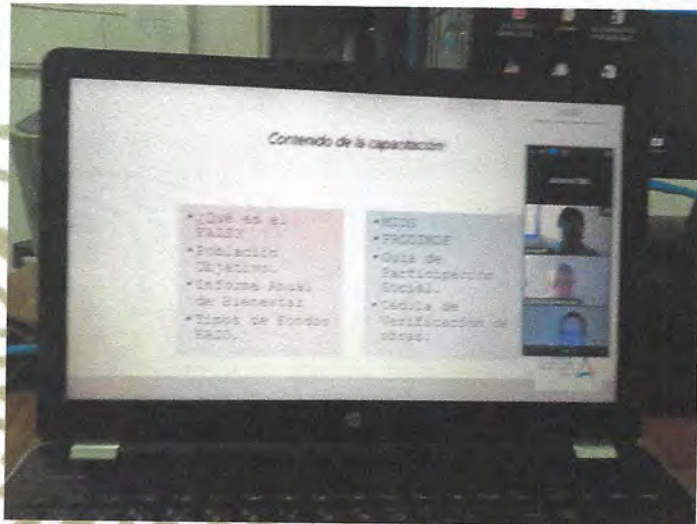 Contenido de la capacitación
• ¿Qué es el
FAIS?
• Población
Objetivo.
• Informe Anual
de Bienestar
• Tipos de Fondos
FAIS.
• MIDS
• PRODIMDF
• Guía de
Participación
Social.
• Cédula de
Verificación de
obras.
hp